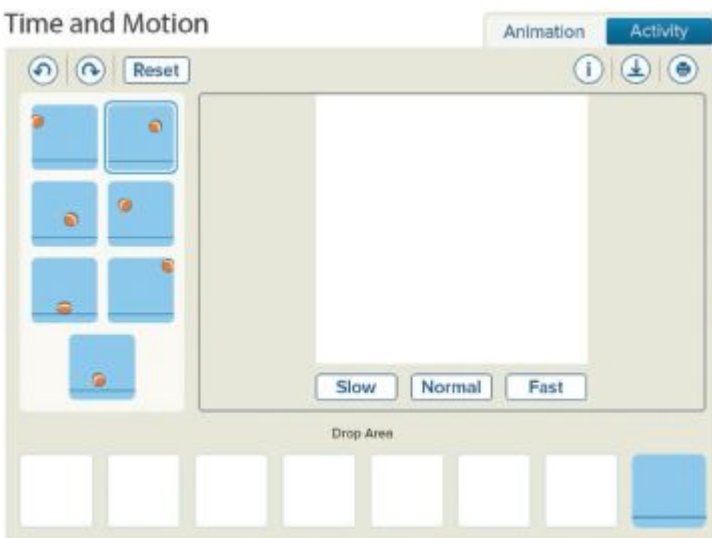 Time and Motion
Animation
Activity
Reset
i
Slow
Normal
Fast
Drop Area